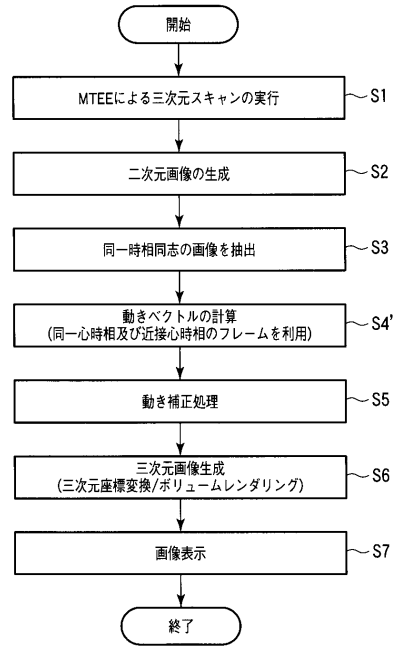 開始
MTEEによる三次元スキャンの実行
S1
二次元画像の生成
S2
同一時相同志の画像を抽出
S3
動きベクトルの計算
(同一心時相及び近接心時相のフレームを利用)
S4'
動き補正処理
S5
三次元画像生成
(三次元座標変換/ボリュームレンダリング)
S6
画像表示
S7
終了